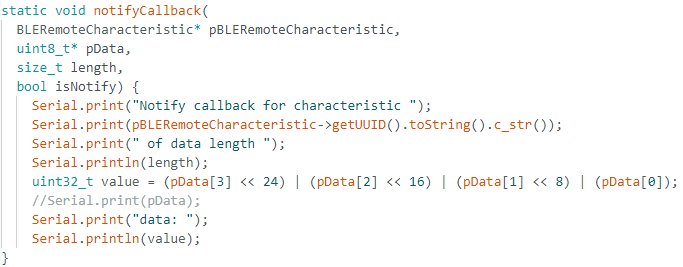 static void notifyCallback(
  BLERemoteCharacteristic* pBLERemoteCharacteristic,
  uint8_t* pData,
  size_t length,
  bool isNotify) {
    Serial.print("Notify callback for characteristic ");
    Serial.print(pBLERemoteCharacteristic->getUUID().toString().c_str());
    Serial.print(" of data length ");
    Serial.println(length);
    uint32_t value = (pData[3] << 24) | (pData[2] << 16) | (pData[1] << 8) | (pData[0]);
    //Serial.print(pData);
    Serial.print("data: ");
    Serial.println(value);
}